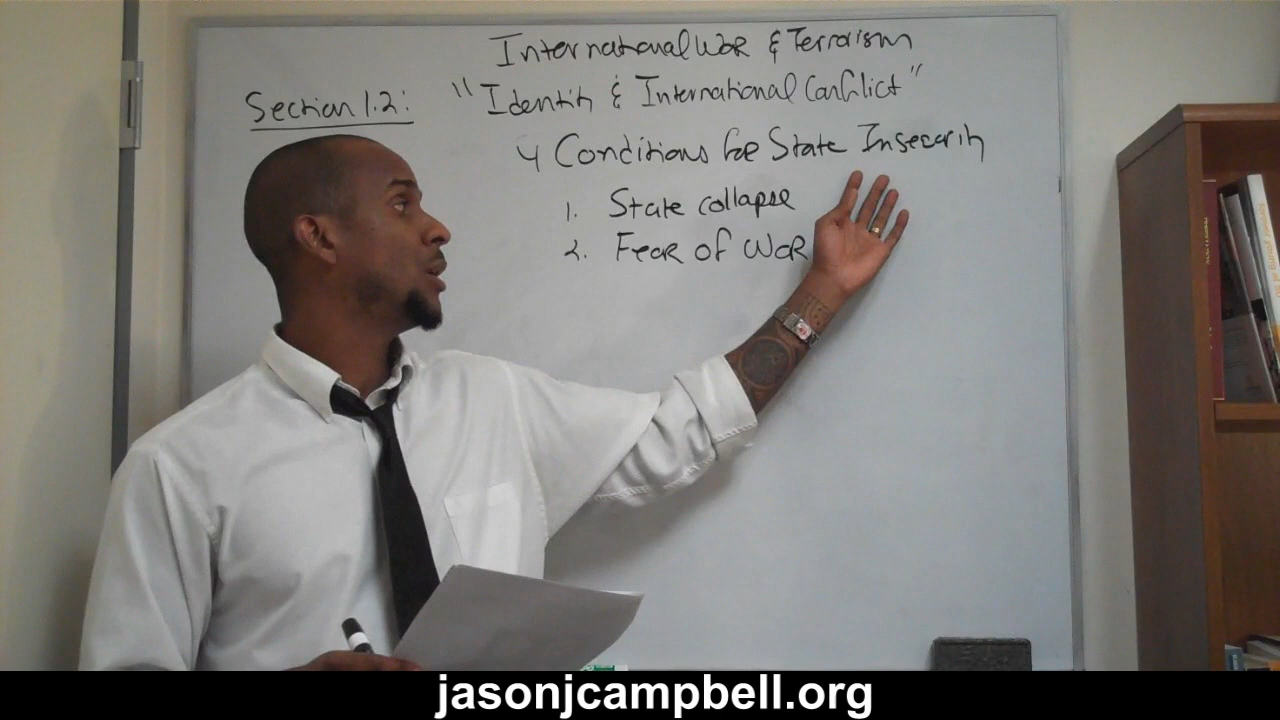 International War & Terrorism
Section 1.2: "Identity & International Conflict"
4 Conditions for State Insecurity
1. State collapse
2. Fear of War
jasonjcampbell.org